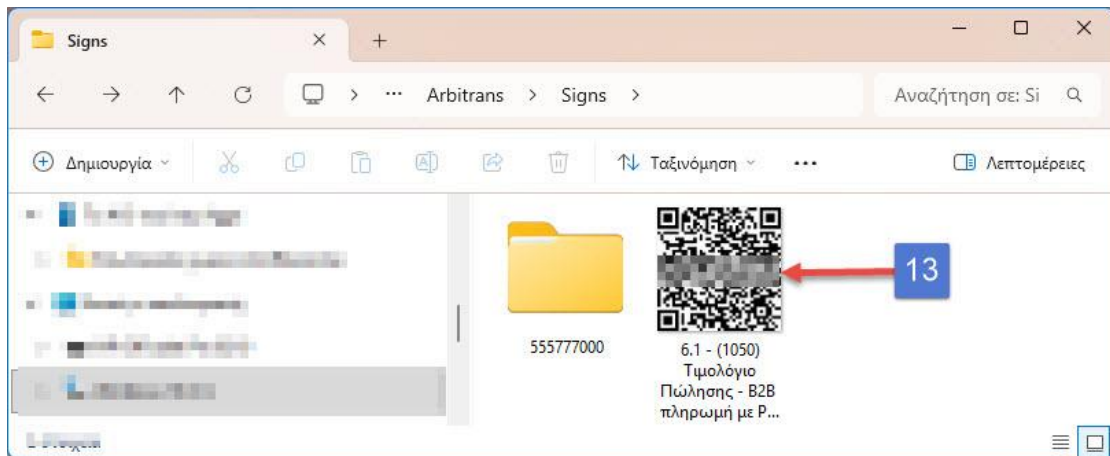 Signs
Arbitrans > Signs >
Αναζήτηση σε: Si
Δημιουργία
Ταξινόμηση
Λεπτομέρειες
13
555777000
6.1 - (1050)
Τιμολόγιο
Πώλησης - B2B
πληρωμή με P...